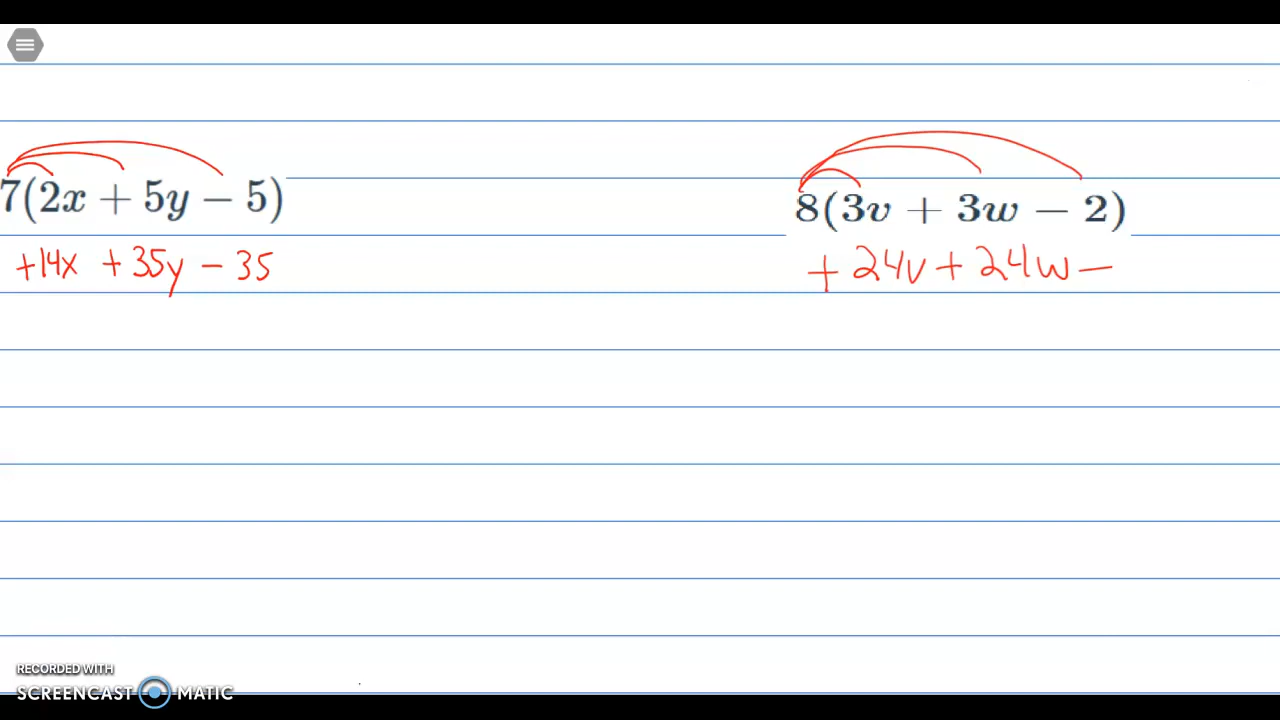 7(2x + 5y − 5)
+14x + 35y − 35
8(3v + 3w − 2)
+ 24v + 24w −
RECORDED WITH
SCREENCAST MATIC